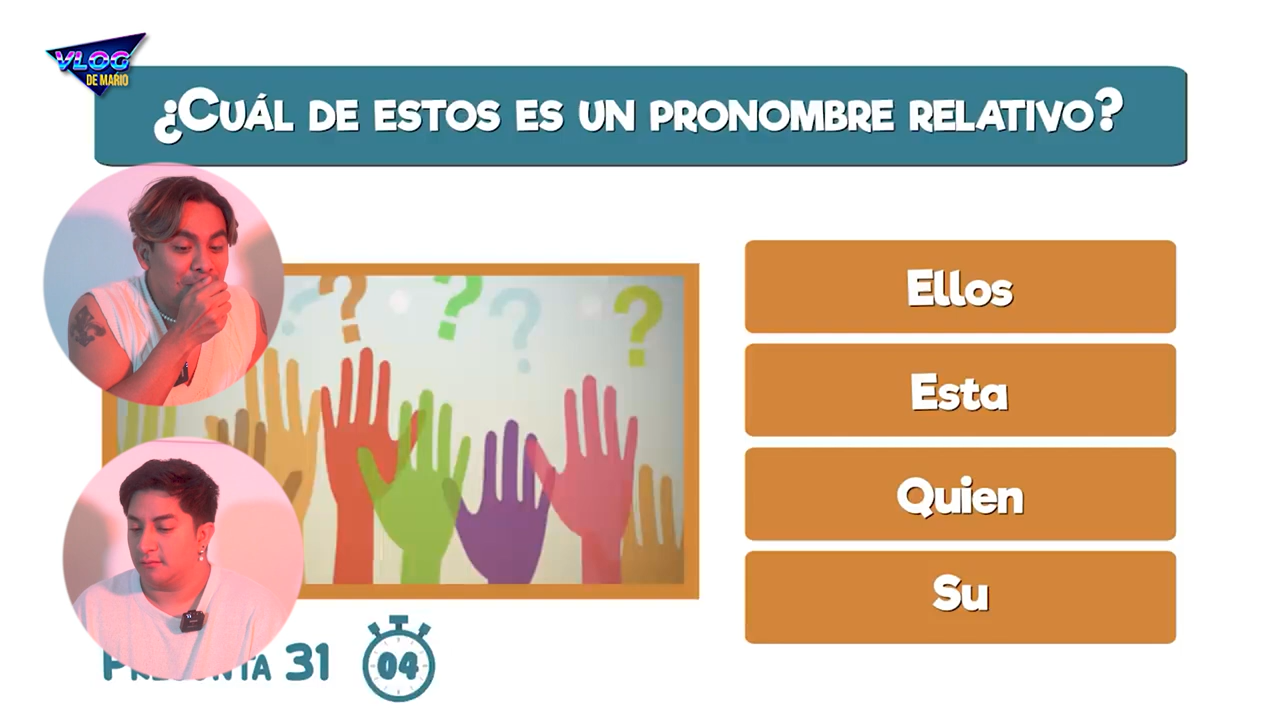 VLOG
DE MARIO
¿CUÁL DE ESTOS ES UN PRONOMBRE RELATIVO?
? ? ? ?
Ellos
Esta
Quien
Su
31
04